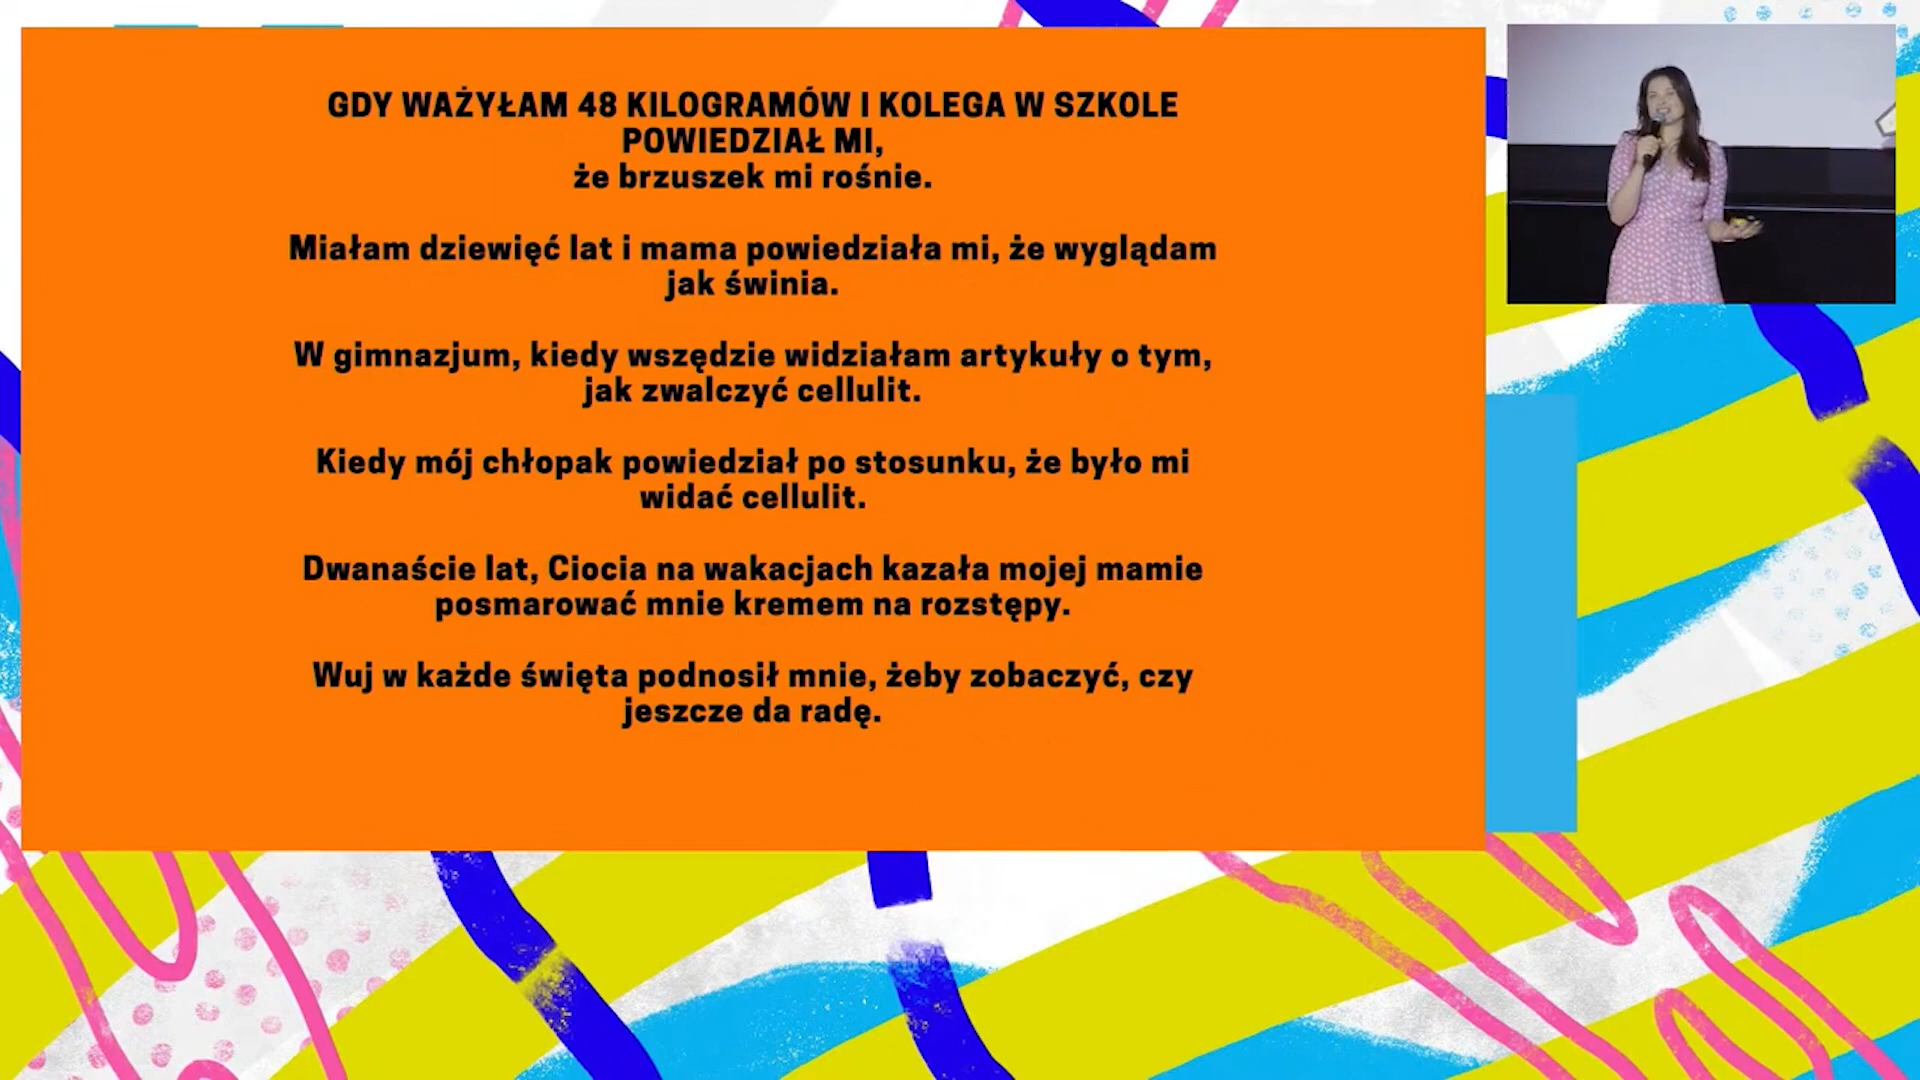 GDY WAŻYŁAM 48 KILOGRAMÓW I KOLEGA W SZKOLE
POWIEDZIAŁ MI,
że brzuszek mi rośnie.
Miałam dziewięć lat i mama powiedziała mi, że wyglądam
jak świnia.
W gimnazjum, kiedy wszędzie widziałam artykuły o tym,
jak zwalczyć cellulit.
Kiedy mój chłopak powiedział po stosunku, że było mi
widać cellulit.
Dwanaście lat, Ciocia na wakacjach kazała mojej mamie
posmarować mnie kremem na rozstępy.
Wuj w każde święta podnosił mnie, żeby zobaczyć, czy
jeszcze da radę.